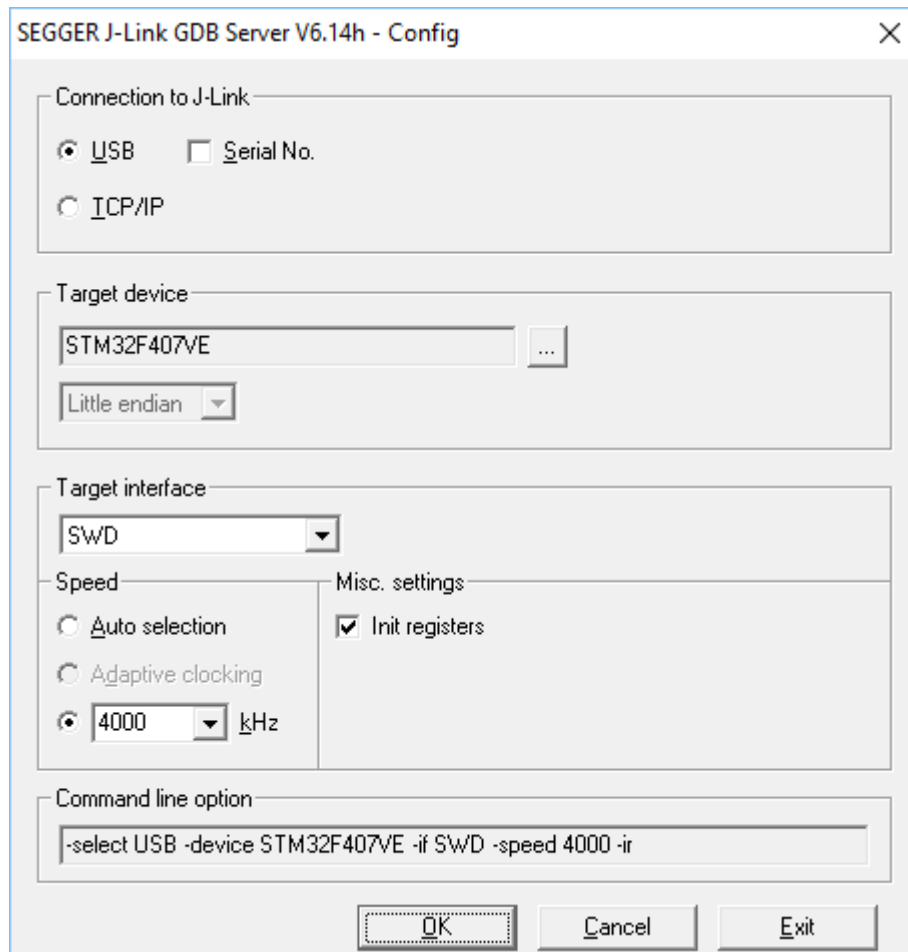 SEGGER J-Link GDB Server V6.14h - Config
Connection to J-Link
USB Serial No.
TCP/IP
Target device
STM32F407VE ...
Little endian
Target interface
SWD
Speed Misc. settings
Auto selection Init registers
Adaptive clocking
4000 kHz
Command line option
-select USB -device STM32F407VE -if SWD -speed 4000 -ir
OK Cancel Exit